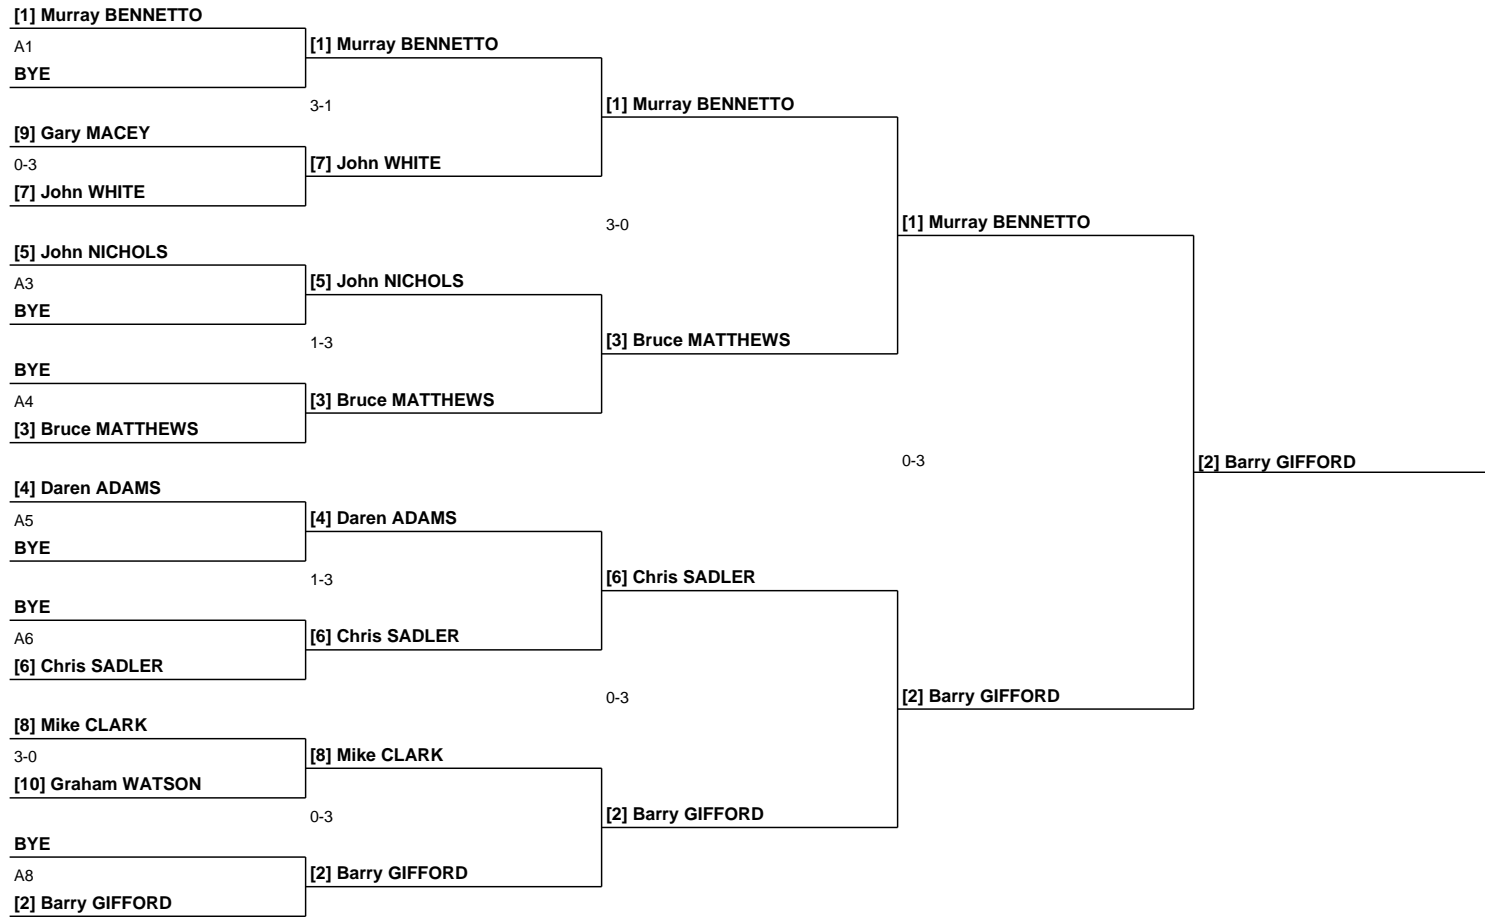 [1] Murray BENNETTO
A1
BYE
[1] Murray BENNETTO
3-1
[9] Gary MACEY
0-3
[7] John WHITE
[7] John WHITE
[1] Murray BENNETTO
3-0
[5] John NICHOLS
A3
BYE
[5] John NICHOLS
1-3
BYE
A4
[3] Bruce MATTHEWS
[3] Bruce MATTHEWS
[3] Bruce MATTHEWS
[1] Murray BENNETTO
0-3
[4] Daren ADAMS
A5
BYE
[4] Daren ADAMS
1-3
BYE
A6
[6] Chris SADLER
[6] Chris SADLER
[6] Chris SADLER
0-3
[8] Mike CLARK
3-0
[10] Graham WATSON
[8] Mike CLARK
0-3
BYE
A8
[2] Barry GIFFORD
[2] Barry GIFFORD
[2] Barry GIFFORD
[2] Barry GIFFORD
[2] Barry GIFFORD